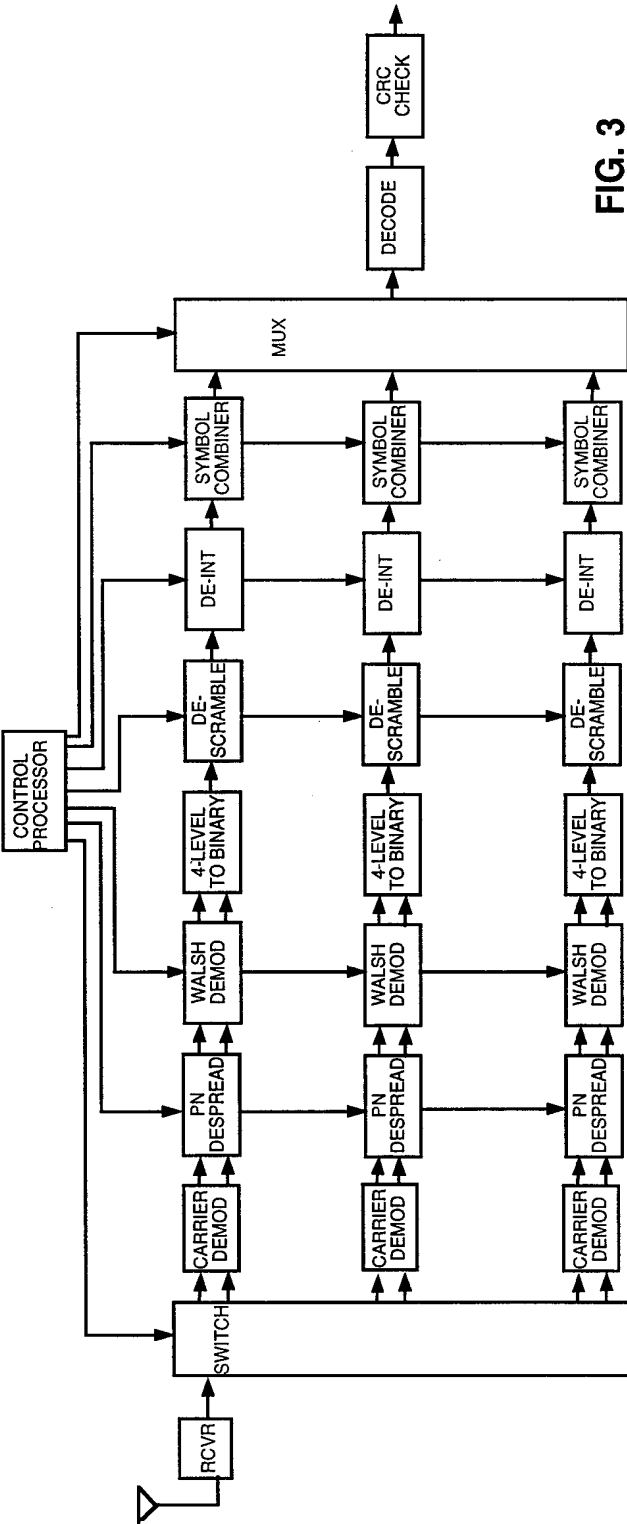 CONTROL
PROCESSOR
RCVR
SWITCH
CARRIER
DEMOD
PN
DESPREAD
WALSH
DEMOD
4-LEVEL
TO BINARY
DE-
SCRAMBLE
DE-INT
SYMBOL
COMBINER
MUX
CARRIER
DEMOD
PN
DESPREAD
WALSH
DEMOD
4-LEVEL
TO BINARY
DE-
SCRAMBLE
DE-INT
SYMBOL
COMBINER
DECODE
CRC
CHECK
CARRIER
DEMOD
PN
DESPREAD
WALSH
DEMOD
4-LEVEL
TO BINARY
DE-
SCRAMBLE
DE-INT
SYMBOL
COMBINER
FIG. 3